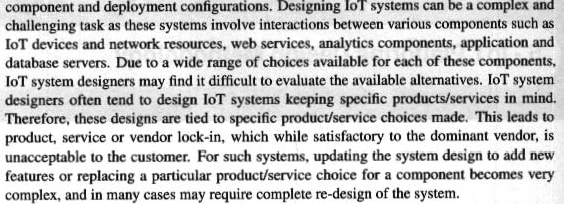 component and deployment configurations. Designing IoT systems can be a complex and
challenging task as these systems involve interactions between various components such as
IoT devices and network resources, web services, analytics components, application and
database servers. Due to a wide range of choices available for each of these components,
IoT system designers may find it difficult to evaluate the available alternatives. IoT system
designers often tend to design IoT systems keeping specific products/services in mind.
Therefore, these designs are tied to specific product/service choices made. This leads to
product, service or vendor lock-in, which while satisfactory to the dominant vendor, is
unacceptable to the customer. For such systems, updating the system design to add new
features or replacing a particular product/service choice for a component becomes very
complex, and in many cases may require complete re-design of the system.